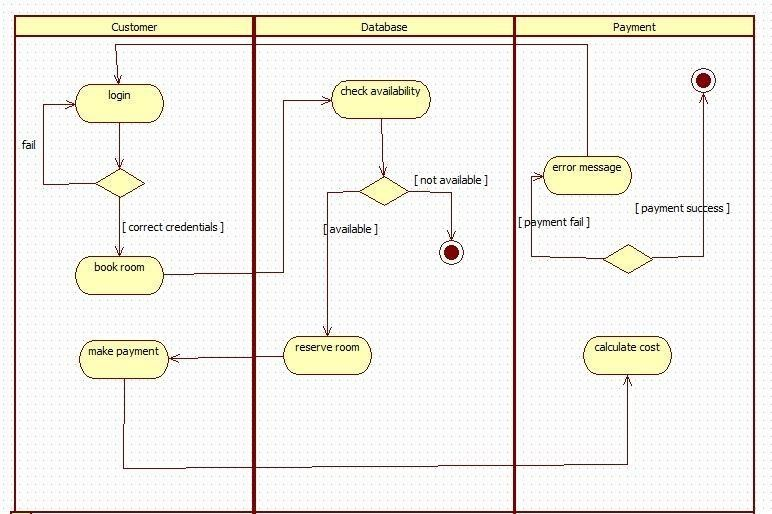 Customer
Database
Payment
login
check availability
fail
error message
[ not available ]
[ payment success ]
[ correct credentials ]
[ available ]
[ payment fail ]
book room
make payment
reserve room
calculate cost